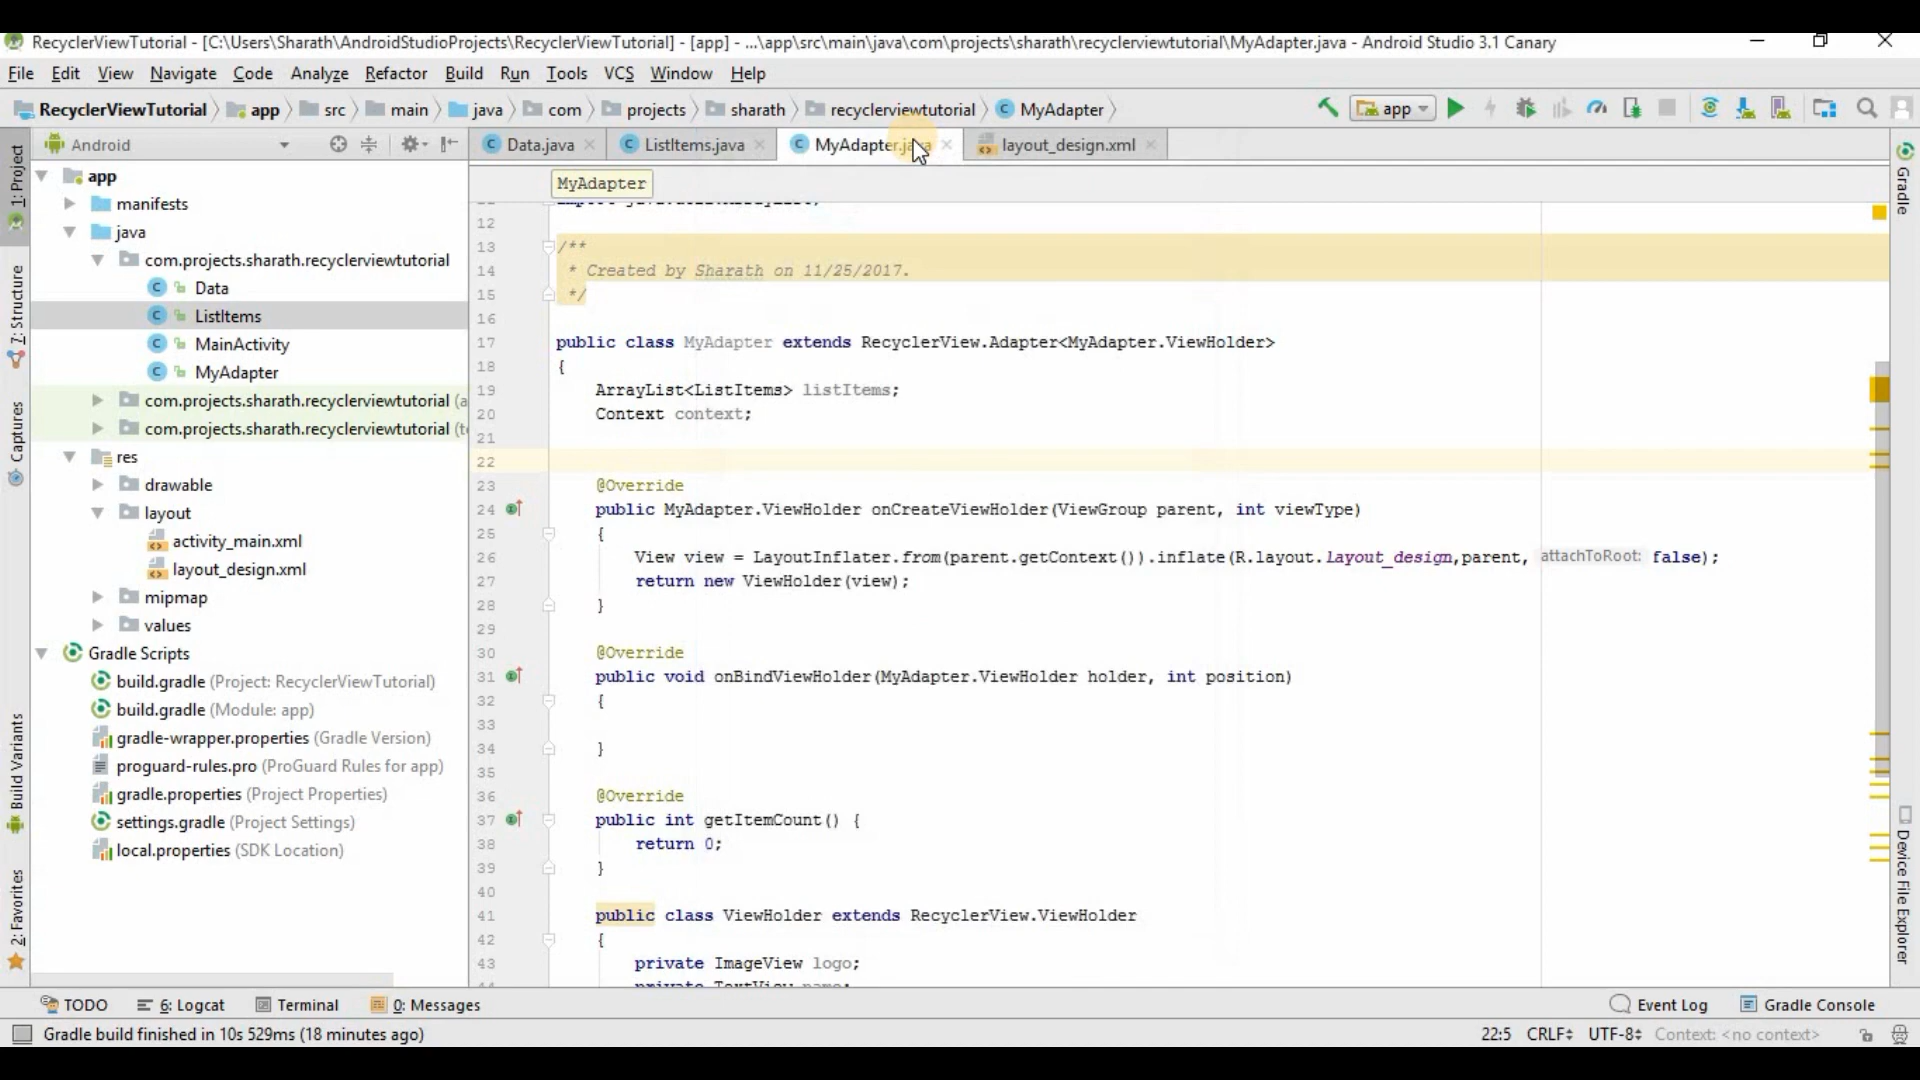 RecyclerViewTutorial - [C:\Users\Sharath\AndroidStudioProjects\RecyclerViewTutorial] - [app] - ...\app\src\main\java\com\projects\sharath\recyclerviewtutorial\MyAdapter.java - Android Studio 3.1 Canary
File Edit View Navigate Code Analyze Refactor Build Run Tools VCS Window Help
RecyclerViewTutorial app src main java com projects sharath recyclerviewtutorial MyAdapter app
Android
Data.java ListItems.java MyAdapter.java layout_design.xml
MyAdapter
1: Project
7: Structure
Captures
Build Variants
2: Favorites
app
manifests
java
com.projects.sharath.recyclerviewtutorial
Data
ListItems
MainActivity
MyAdapter
com.projects.sharath.recyclerviewtutorial (a
com.projects.sharath.recyclerviewtutorial (t
res
drawable
layout
activity_main.xml
layout_design.xml
mipmap
values
Gradle Scripts
build.gradle (Project: RecyclerViewTutorial)
build.gradle (Module: app)
gradle-wrapper.properties (Gradle Version)
proguard-rules.pro (ProGuard Rules for app)
gradle.properties (Project Properties)
settings.gradle (Project Settings)
local.properties (SDK Location)
12
13 /**
14 * Created by Sharath on 11/25/2017.
15 */
16
17 public class MyAdapter extends RecyclerView.Adapter<MyAdapter.ViewHolder>
18 {
19 ArrayList<ListItems> listItems;
20 Context context;
21
22
23 @Override
24 public MyAdapter.ViewHolder onCreateViewHolder(ViewGroup parent, int viewType)
25 {
26 View view = LayoutInflater.from(parent.getContext()).inflate(R.layout.layout_design,parent, attachToRoot: false);
27 return new ViewHolder(view);
28 }
29
30 @Override
31 public void onBindViewHolder(MyAdapter.ViewHolder holder, int position)
32 {
33
34 }
35
36 @Override
37 public int getItemCount() {
38 return 0;
39 }
40
41 public class ViewHolder extends RecyclerView.ViewHolder
42 {
43 private ImageView logo;
Gradle
Device File Explorer
TODO 6: Logcat Terminal 0: Messages Event Log Gradle Console
Gradle build finished in 10s 529ms (18 minutes ago) 22:5 CRLF UTF-8 Context: <no context>